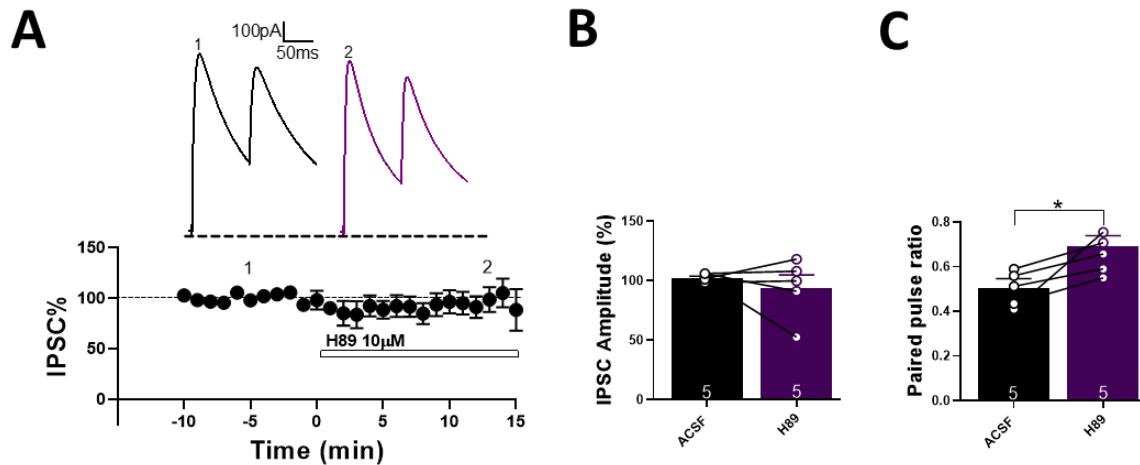 A
B
C
1
100pA
50ms
2
IPSC%
150
100
50
0
1
2
H89 10μM
-10
-5
0
5
10
15
Time (min)
IPSC Amplitude (%)
150
100
50
0
5
5
ACSF
H89
Paired pulse ratio
0.8
0.6
0.4
0.2
0.0
*
5
5
ACSF
H89